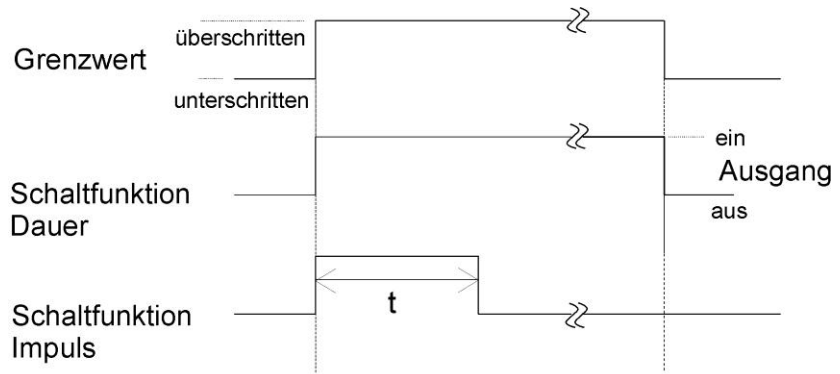 überschritten
Grenzwert
unterschritten
ein
Ausgang
aus
Schaltfunktion
Dauer
t
Schaltfunktion
Impuls